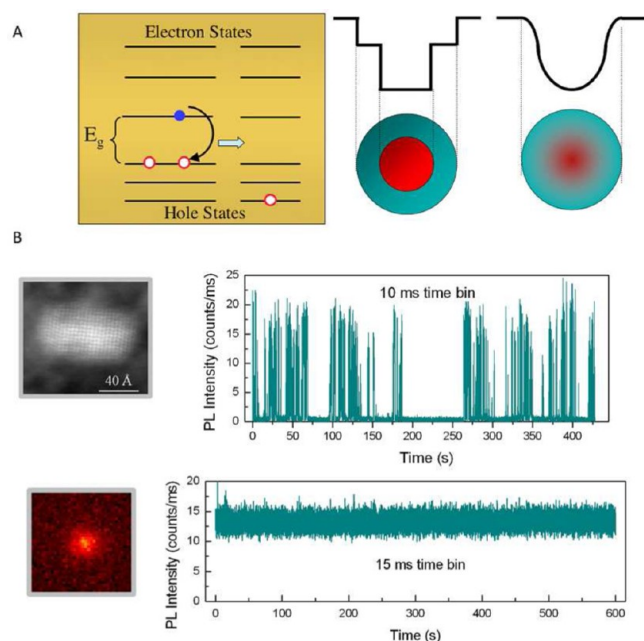 A
Electron States
E_g
Hole States
B
40 Å
PL Intensity (counts/ms)
25
20
15
10
5
0
10 ms time bin
0 50 100 150 200 250 300 350 400
Time (s)
PL Intensity (counts/ms)
20
15
10
5
0
15 ms time bin
0 100 200 300 400 500 600
Time (s)